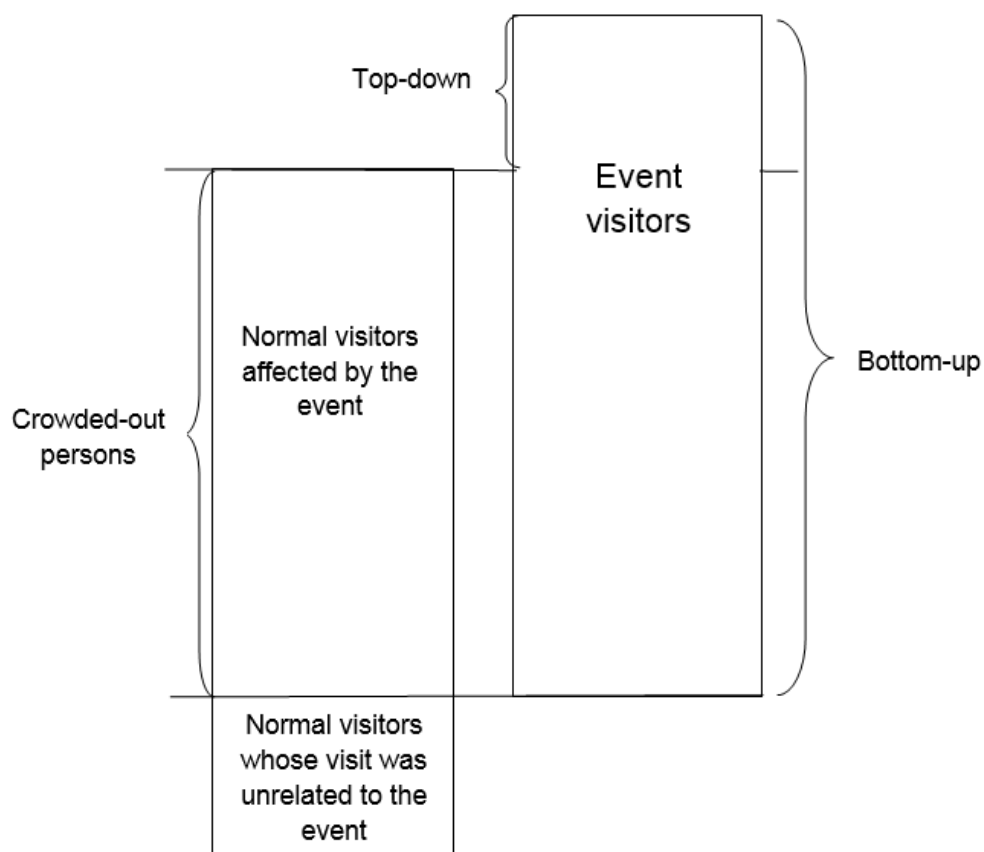 Top-down
Event
visitors
Normal visitors
affected by the
event
Bottom-up
Crowded-out
persons
Normal visitors
whose visit was
unrelated to the
event